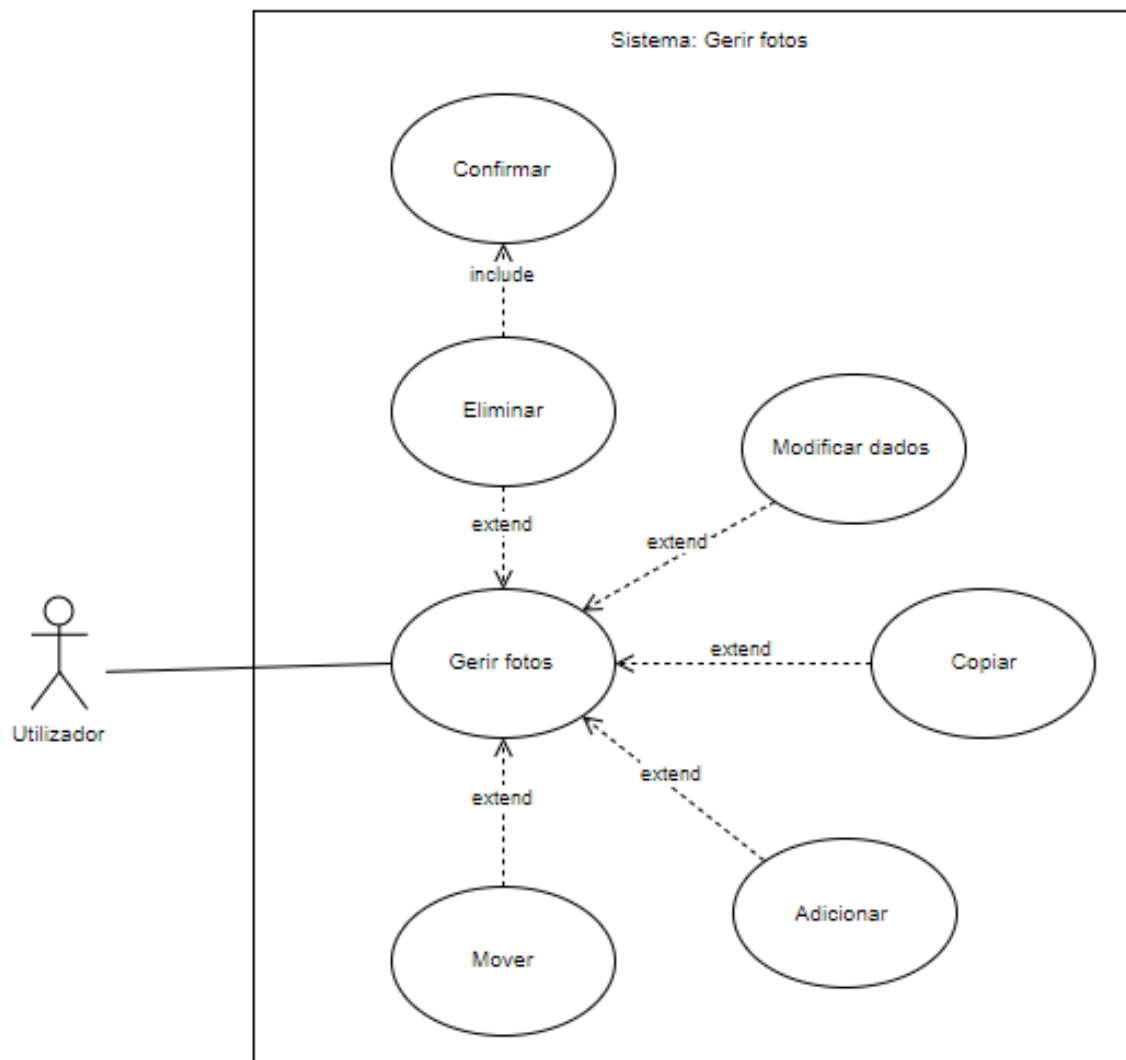 Sistema: Gerir fotos
Confirmar
include
Eliminar
Modificar dados
extend
extend
extend
Gerir fotos
Copiar
Utilizador
extend
extend
Adicionar
Mover